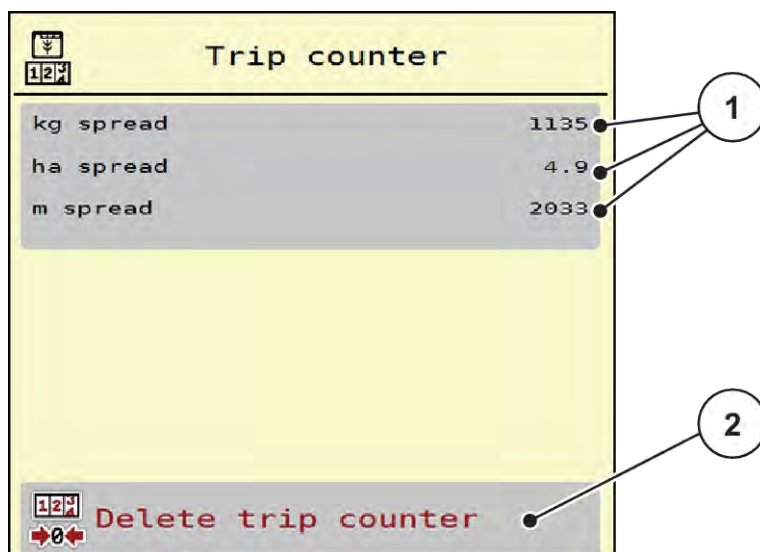 Trip counter
kg spread 1135
ha spread 4.9
m spread 2033
Delete trip counter
1
2